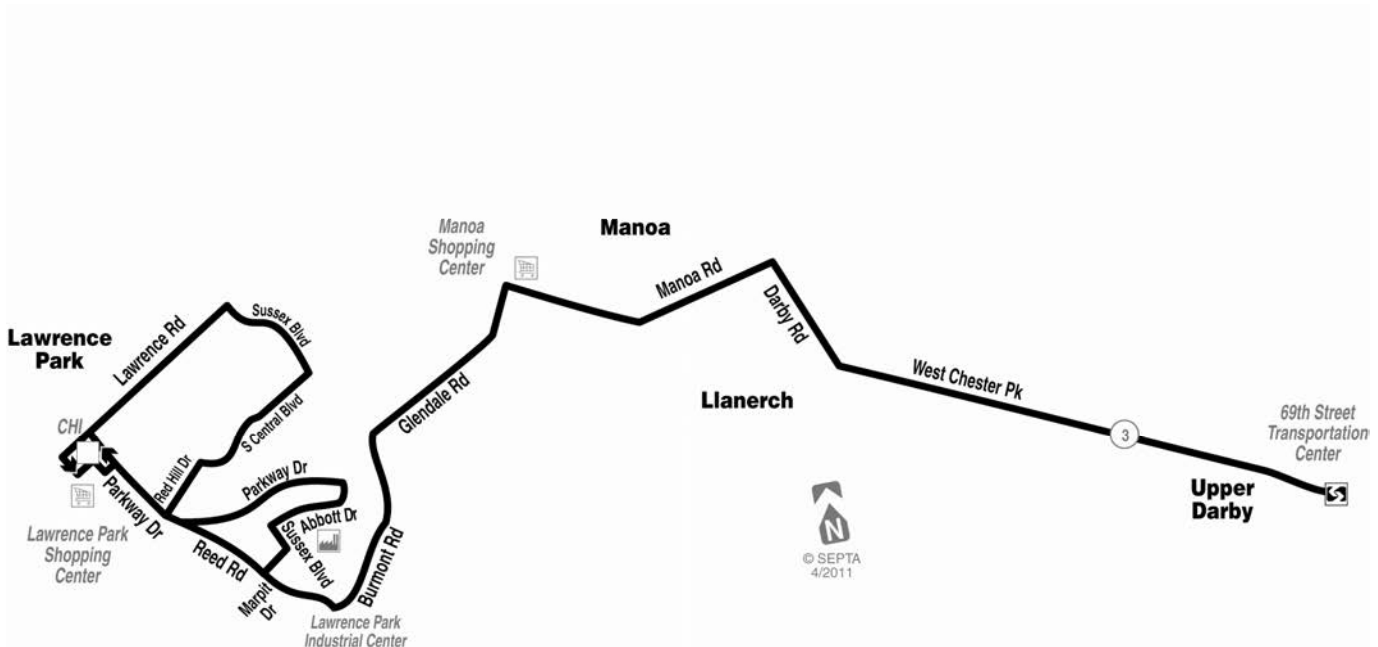 Manoa
Shopping
Center
Manoa
Manoa Rd
Darby Rd
Sussex Blvd
Lawrence Rd
Lawrence
Park
Glendale Rd
West Chester Pk
Llanerch
S Central Blvd
CHI
69th Street
Transportation
Center
3
Red Hill Dr
Parkway Dr
Parkway Dr
Upper
Darby
Abbott Dr
Sussex Blvd
Lawrence Park
Shopping
Center
Reed Rd
Burmont Rd
N
© SEPTA
4/2011
Marpit
Dr
Lawrence Park
Industrial Center